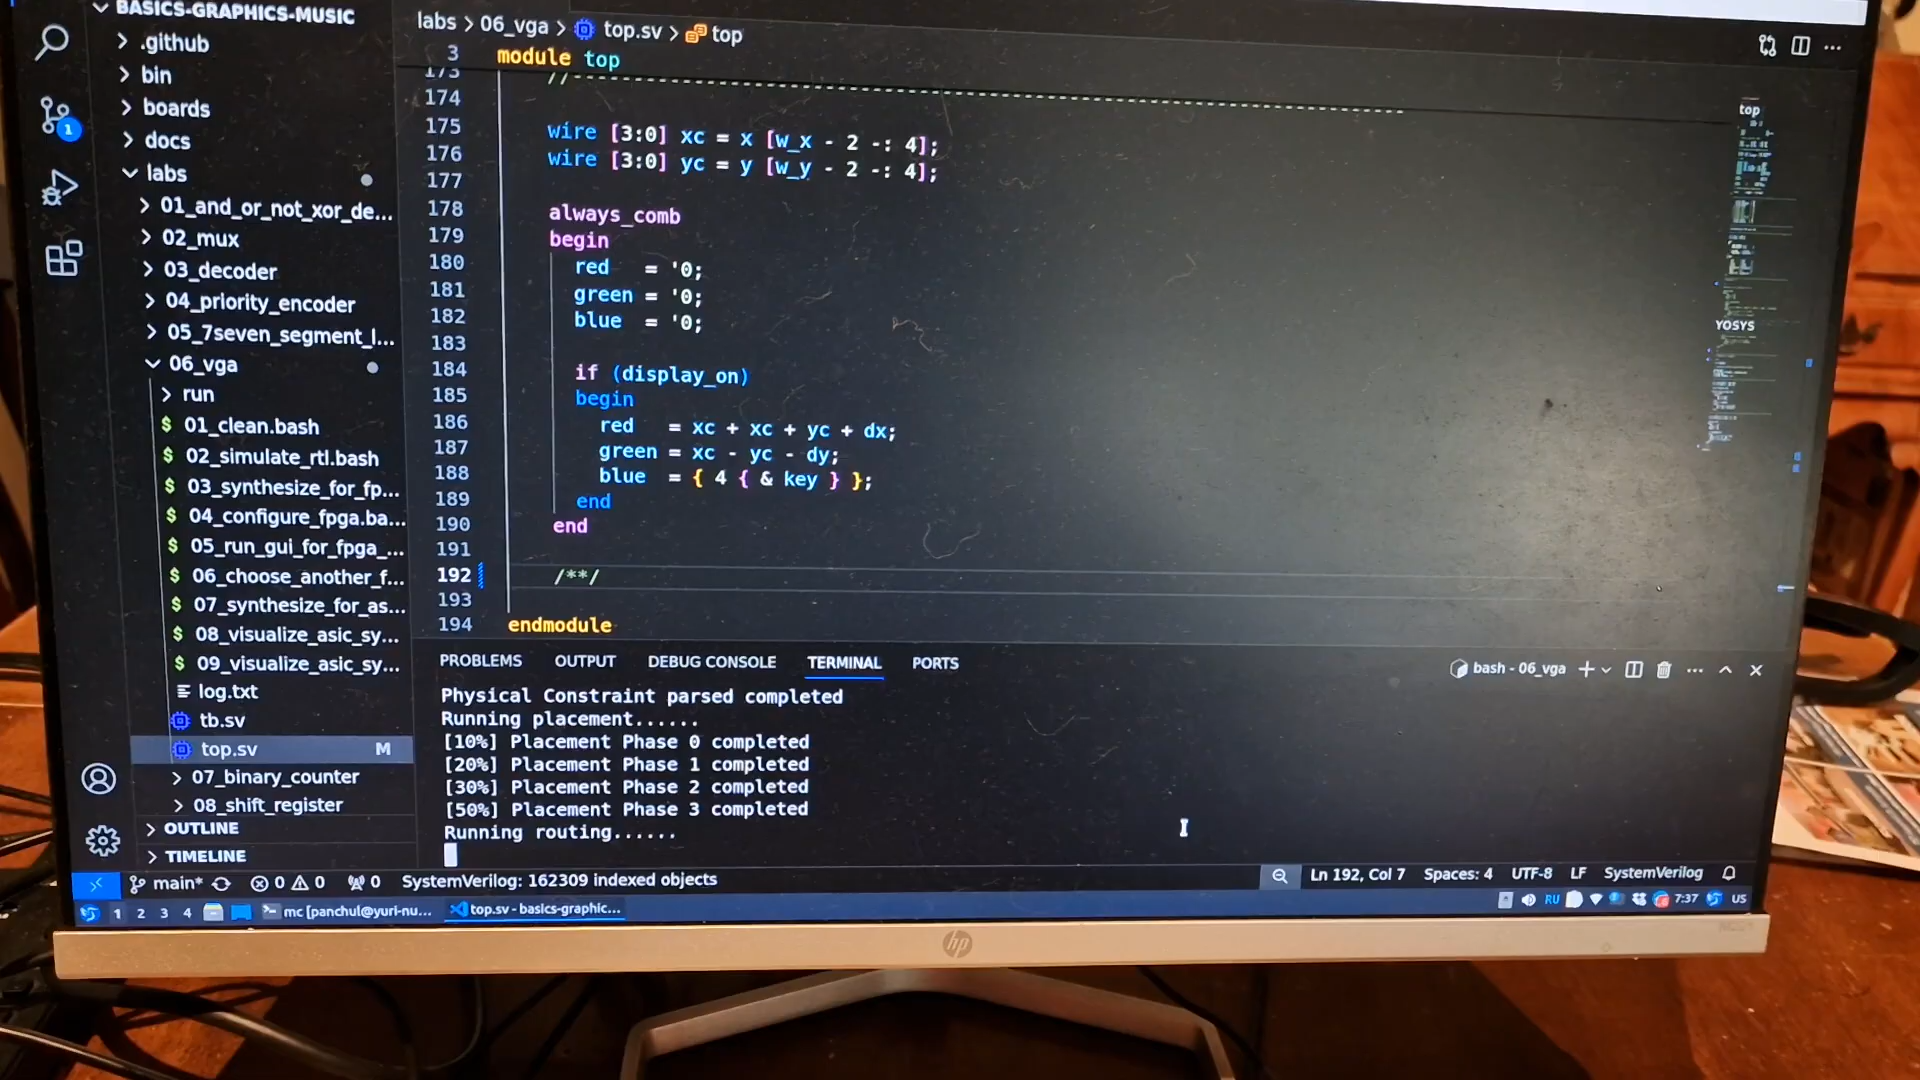 BASICS-GRAPHICS-MUSIC
.github
bin
boards
docs
labs
01_and_or_not_xor_de...
02_mux
03_decoder
04_priority_encoder
05_7seven_segment_l...
06_vga
run
$ 01_clean.bash
$ 02_simulate_rtl.bash
$ 03_synthesize_for_fp...
$ 04_configure_fpga.ba...
$ 05_run_gui_for_fpga_...
$ 06_choose_another_f...
$ 07_synthesize_for_as...
$ 08_visualize_asic_sy...
$ 09_visualize_asic_sy...
log.txt
tb.sv
top.sv M
07_binary_counter
08_shift_register
OUTLINE
TIMELINE
1
labs > 06_vga > top.sv > top
3 module top
173 //------------------------------------------------------------------------
174
175 wire [3:0] xc = x [w_x - 2 -: 4];
176 wire [3:0] yc = y [w_y - 2 -: 4];
177
178 always_comb
179 begin
180 red = '0;
181 green = '0;
182 blue = '0;
183
184 if (display_on)
185 begin
186 red = xc + xc + yc + dx;
187 green = xc - yc - dy;
188 blue = { 4 { & key } };
189 end
190 end
191
192 /**/
193
194 endmodule
top
YOSYS
PROBLEMS OUTPUT DEBUG CONSOLE TERMINAL PORTS
bash - 06_vga
Physical Constraint parsed completed
Running placement......
[10%] Placement Phase 0 completed
[20%] Placement Phase 1 completed
[30%] Placement Phase 2 completed
[50%] Placement Phase 3 completed
Running routing......
main* 0 0 0 SystemVerilog: 162309 indexed objects
Ln 192, Col 7 Spaces: 4 UTF-8 LF SystemVerilog
1 2 3 4 mc [panchul@yuri-nu... top.sv - basics-graphic...
RU 7:37 US
hp